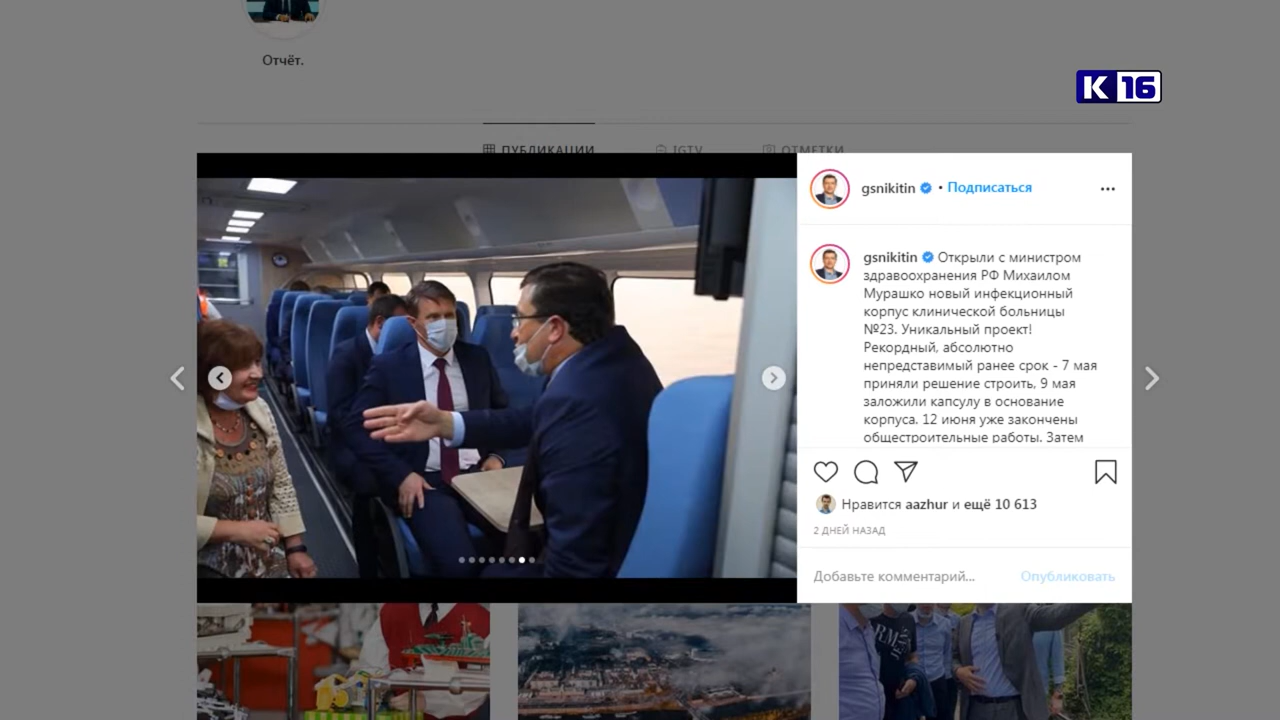 Отчёт.
К 16
ПУБЛИКАЦИИ
IGTV
ОТМЕТКИ
gsnikitin • Подписаться
gsnikitin Открыли с министром
здравоохранения РФ Михаилом
Мурашко новый инфекционный
корпус клинической больницы
№23. Уникальный проект!
Рекордный, абсолютно
непредставимый ранее срок - 7 мая
приняли решение строить, 9 мая
заложили капсулу в основание
корпуса. 12 июня уже закончены
общестроительные работы. Затем
Нравится aazhur и ещё 10 613
2 ДНЕЙ НАЗАД
Добавьте комментарий... Опубликовать